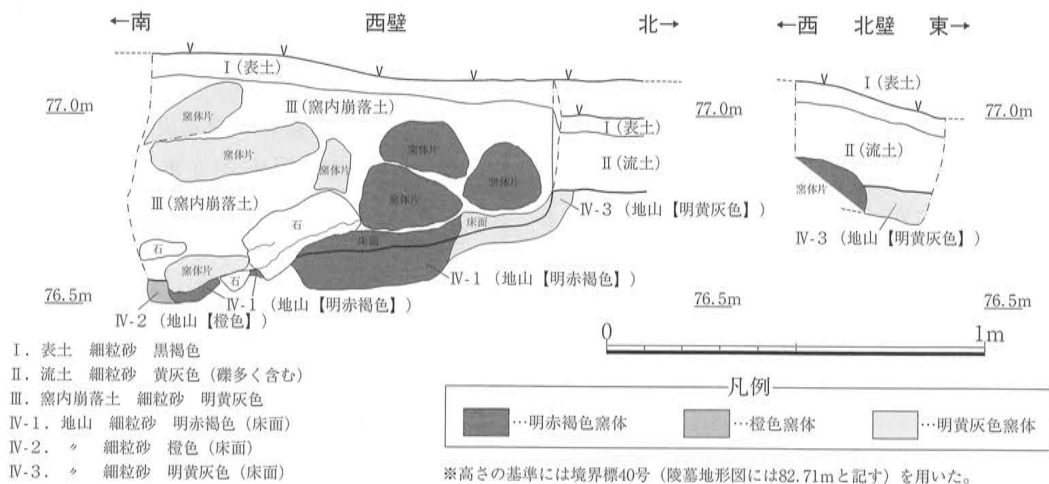 ←南 西壁 北→ ←西 北壁 東→
Ⅰ(表土)
Ⅰ(表土)
77.0m Ⅲ(窯内崩落土) 77.0m
窯体片
Ⅰ(表土)
窯体片
窯体片
Ⅱ(流土)
Ⅱ(流土)
窯体片
窯体片
窯体片
窯体片
Ⅲ(窯内崩落土)
Ⅳ-3(地山【明黄灰色】)
石
床面
床面
Ⅳ-3(地山【明黄灰色】)
石
窯体片
石
Ⅳ-1(地山【明赤褐色】)
76.5m Ⅳ-1(地山【明赤褐色】) 76.5m 76.5m
Ⅳ-2(地山【橙色】)
0 1m
Ⅰ.表土 細粒砂 黒褐色
Ⅱ.流土 細粒砂 黄灰色(礫多く含む)
Ⅲ.窯内崩落土 細粒砂 明黄灰色
Ⅳ-1.地山 細粒砂 明赤褐色(床面)
Ⅳ-2. 〃 細粒砂 橙色(床面)
Ⅳ-3. 〃 細粒砂 明黄灰色(床面)
凡例
…明赤褐色窯体 …橙色窯体 …明黄灰色窯体
※高さの基準には境界標40号(陵墓地形図には82.71mと記す)を用いた。